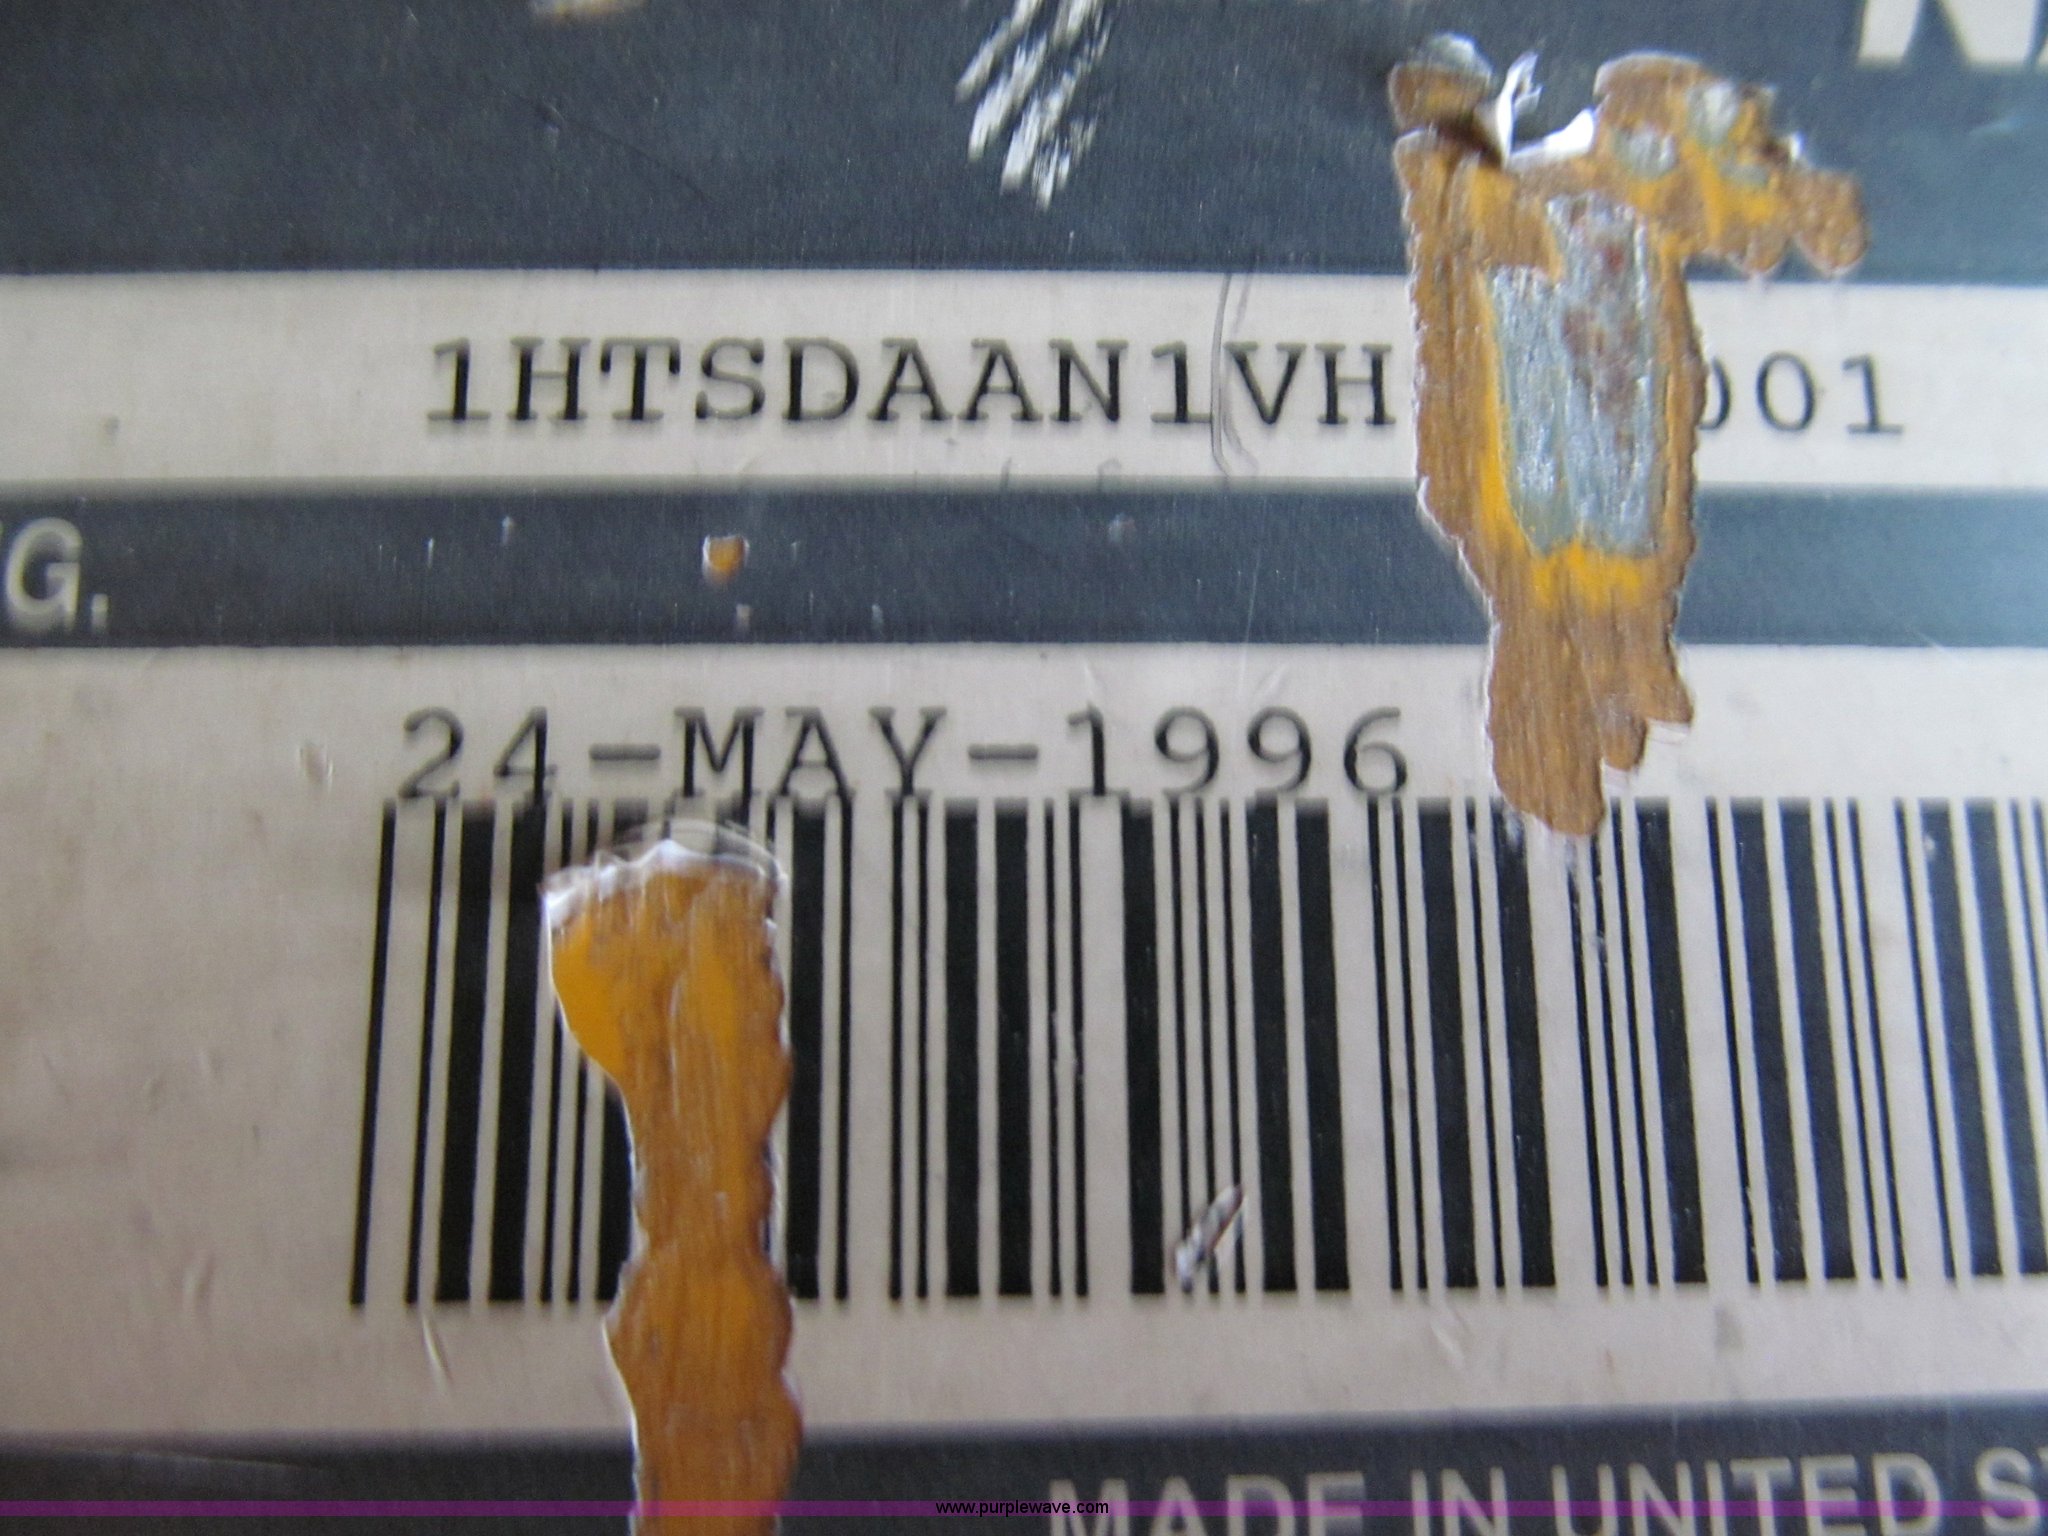 1HTSDAAN1VH 001
G.
24-MAY-1996
MADE IN UNITED
www.purplewave.com